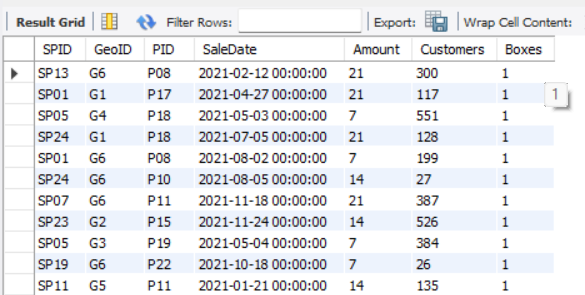 Result Grid Filter Rows: Export: Wrap Cell Content:
SPID GeoID PID SaleDate Amount Customers Boxes
SP13 G6 P08 2021-02-12 00:00:00 21 300 1
SP01 G1 P17 2021-04-27 00:00:00 21 117 1 1
SP05 G4 P18 2021-05-03 00:00:00 7 551 1
SP24 G1 P18 2021-07-05 00:00:00 21 128 1
SP01 G6 P08 2021-08-02 00:00:00 7 199 1
SP24 G6 P10 2021-08-05 00:00:00 14 27 1
SP07 G6 P11 2021-11-18 00:00:00 21 387 1
SP23 G2 P15 2021-11-24 00:00:00 14 526 1
SP05 G3 P19 2021-05-04 00:00:00 7 384 1
SP19 G6 P22 2021-10-18 00:00:00 7 26 1
SP11 G5 P11 2021-01-21 00:00:00 14 135 1